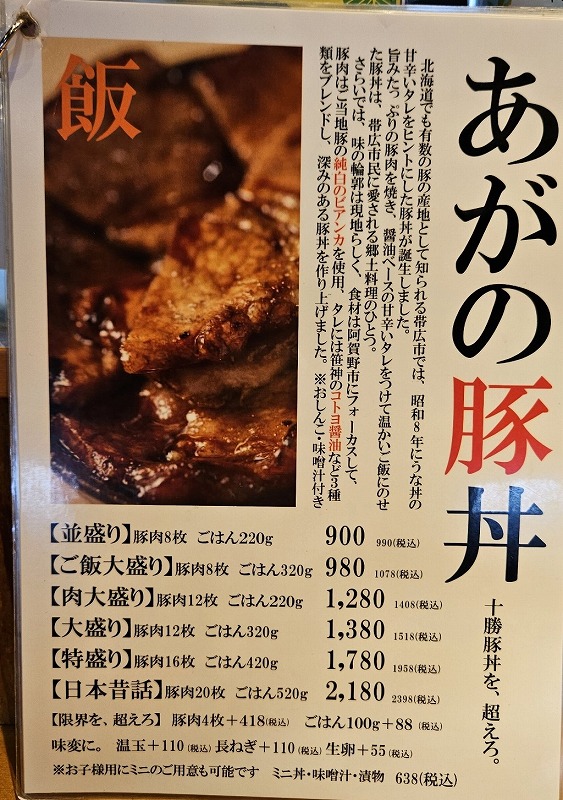 あがの豚丼
十勝豚丼を、超えろ。
飯
北海道でも有数の豚の産地として知られる帯広市では、昭和8年にうな丼の
甘辛いタレをヒントにした豚丼が誕生しました。
旨みたっぷりの豚肉を焼き、醤油ベースの甘辛いタレをつけて温かいご飯にのせ
た豚丼は、帯広市民に愛される郷土料理のひとつ。
さらいでは、味の輪郭は現地らしく、食材は阿賀野市にフォーカスして、
豚肉はご当地豚の純白のビアンカを使用、タレには笹神のコトヨ醤油など3種
類をブレンドし、深みのある豚丼を作り上げました。※おしんこ・味噌汁付き
【並盛り】豚肉8枚 ごはん220g 900 990(税込)
【ご飯大盛り】豚肉8枚 ごはん320g 980 1078(税込)
【肉大盛り】豚肉12枚 ごはん220g 1,280 1408(税込)
【大盛り】豚肉12枚 ごはん320g 1,380 1518(税込)
【特盛り】豚肉16枚 ごはん420g 1,780 1958(税込)
【日本昔話】豚肉20枚 ごはん520g 2,180 2398(税込)
【限界を、超えろ】 豚肉4枚+418(税込) ごはん100g+88(税込)
味変に。 温玉+110(税込) 長ねぎ+110(税込) 生卵+55(税込)
※お子様用にミニのご用意も可能です ミニ丼・味噌汁・漬物 638(税込)